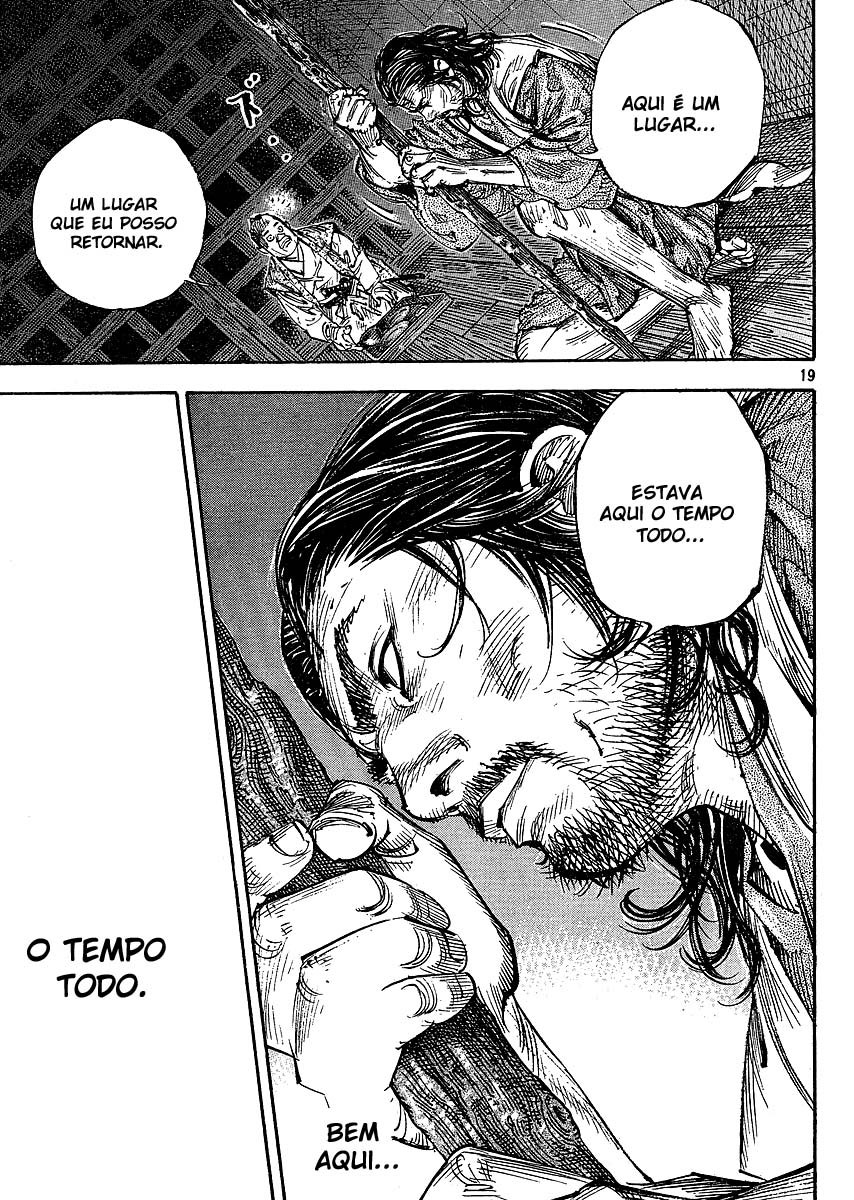 AQUI É UM
LUGAR...
UM LUGAR
QUE EU POSSO
RETORNAR.
19
ESTAVA
AQUI O TEMPO
TODO...
BEM
AQUI...
O TEMPO
TODO.